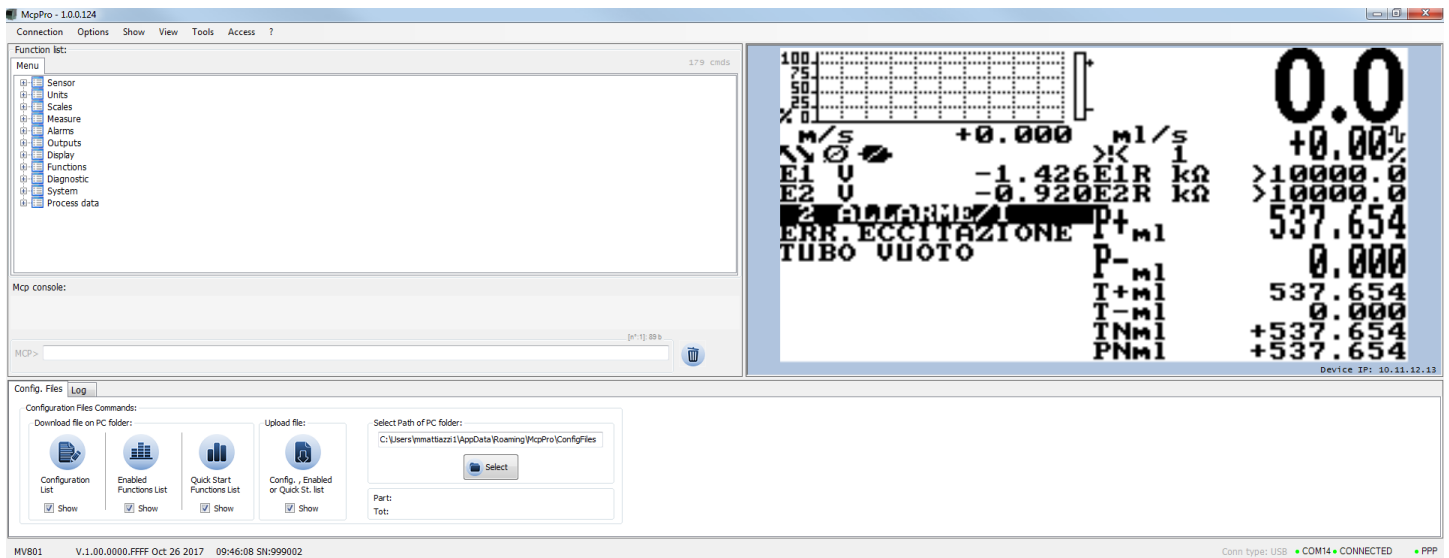 McpPro - 1.0.0.124
Connection Options Show View Tools Access ?
Function list:
Menu
179 cmds
Sensor
Units
Scales
Measure
Alarms
Outputs
Display
Functions
Diagnostic
System
Process data
Mcp console:
[n°.1]: 89 b
MCP>
100
75
50
25
% 0
+
-
0.0
m/s +0.000 ml/s +0.00%
>!< 1
E1 V -1.426 E1R kΩ >10000.0
E2 V -0.920 E2R kΩ >10000.0
2 ALLARME/I
ERR.ECCITAZIONE
TUBO VUOTO
P+ml 537.654
P-ml 0.000
T+ml 537.654
T-ml 0.000
TNml +537.654
PNml +537.654
Device IP: 10.11.12.13
Config. Files Log
Configuration Files Commands:
Download file on PC folder:
Configuration List
Show
Enabled Functions List
Show
Quick Start Functions List
Show
Upload file:
Config. , Enabled or Quick St. list
Show
Select Path of PC folder:
C:\Users\mmattiazzi1\AppData\Roaming\McpPro\ConfigFiles
Select
Part:
Tot:
MV801 V.1.00.0000.FFFF Oct 26 2017 09:46:08 SN:999002
Conn type: USB COM14 CONNECTED PPP